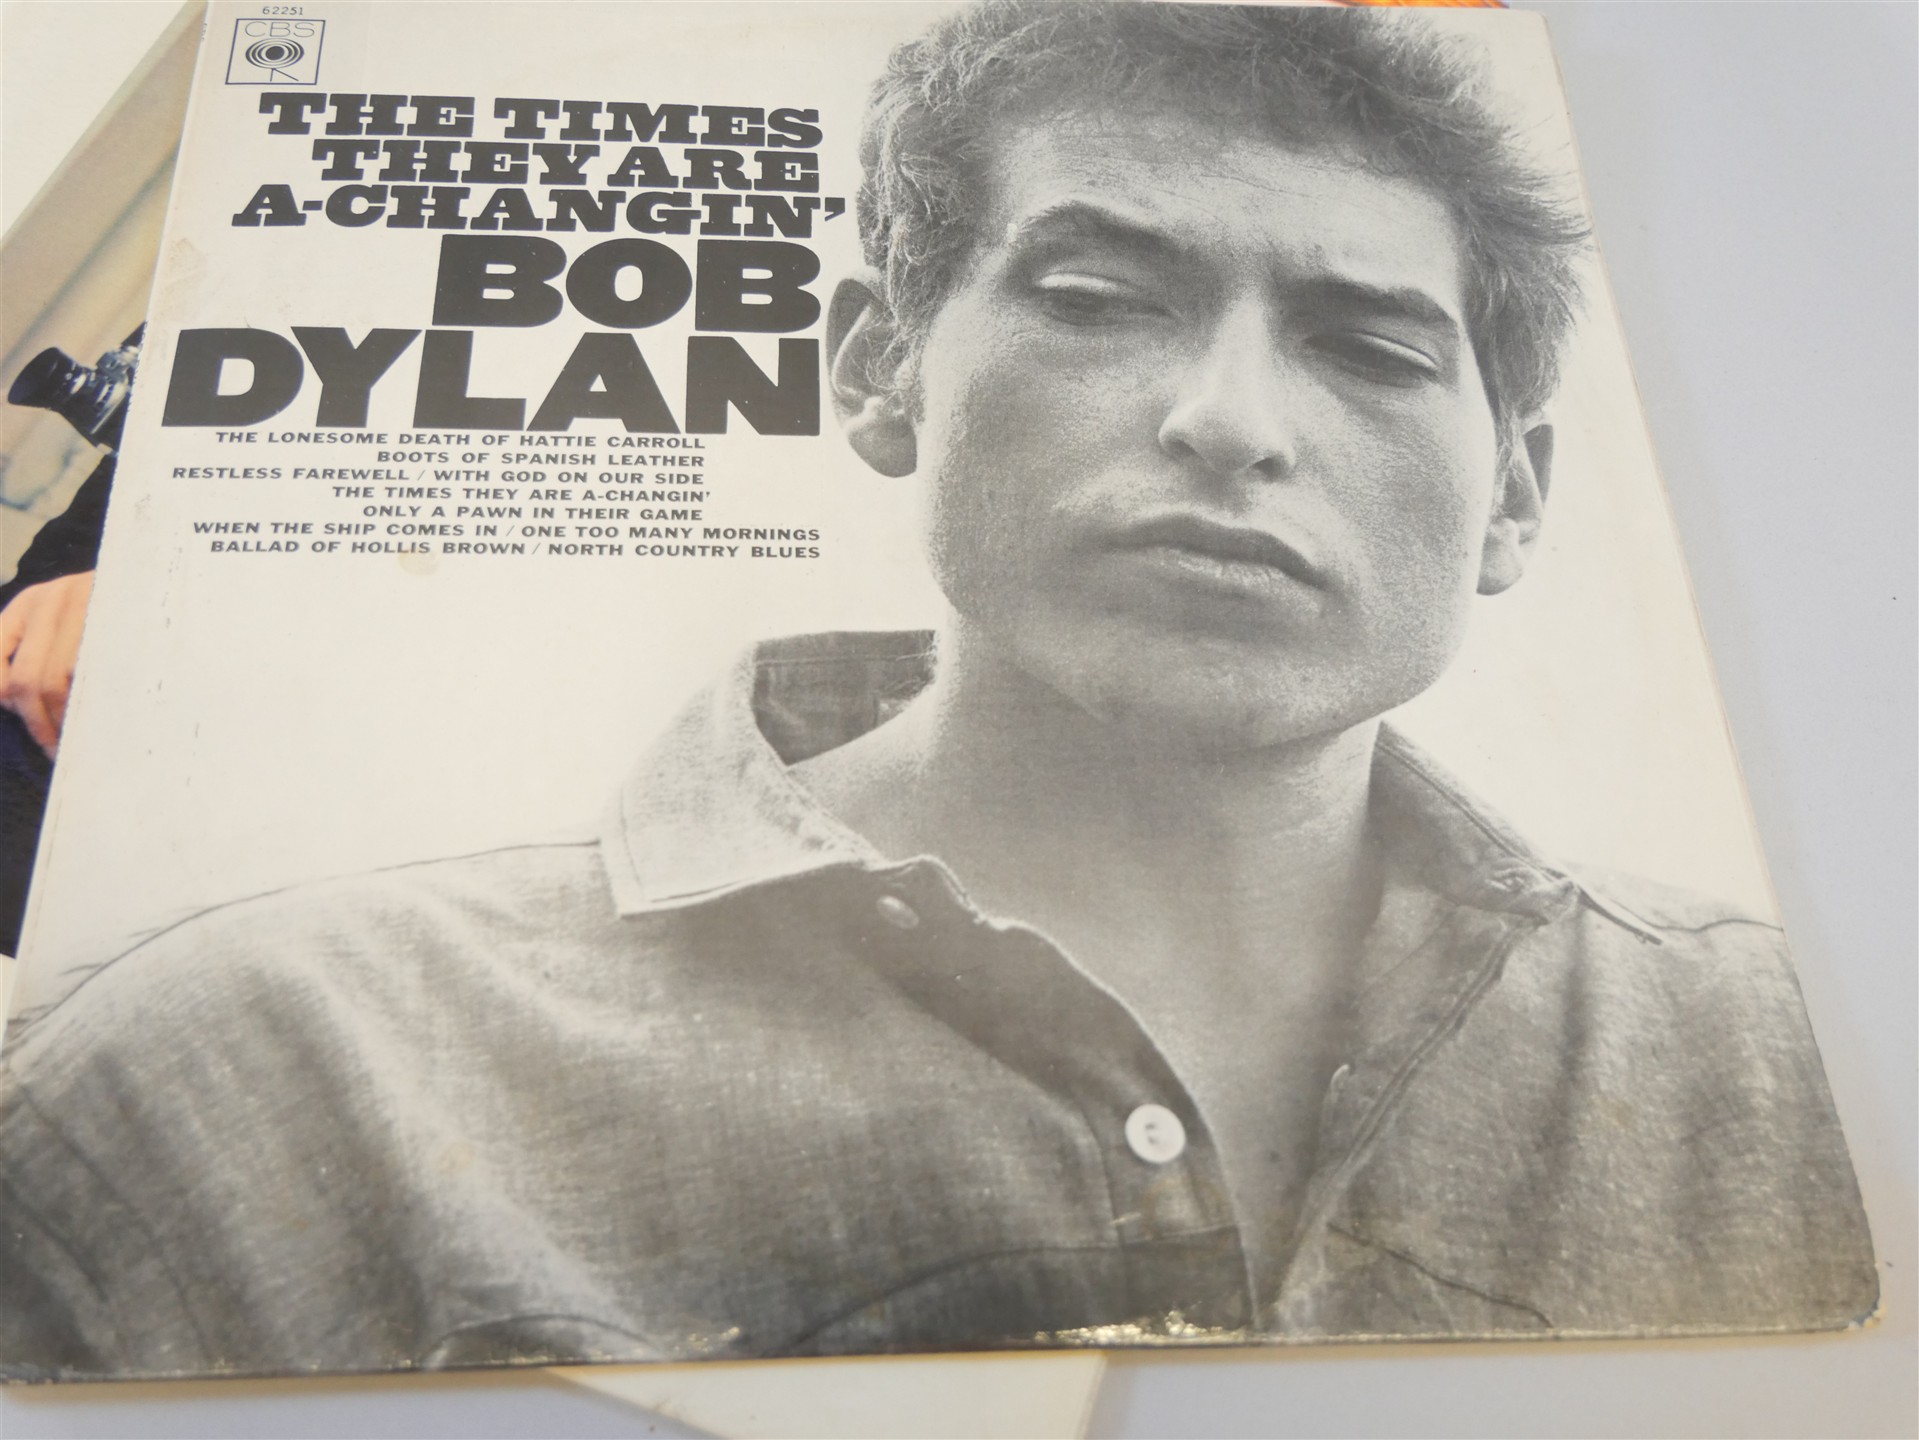 62251
CBS
THE TIMES
THEY ARE
A-CHANGIN'
BOB
DYLAN
THE LONESOME DEATH OF HATTIE CARROLL
BOOTS OF SPANISH LEATHER
RESTLESS FAREWELL / WITH GOD ON OUR SIDE
THE TIMES THEY ARE A-CHANGIN'
ONLY A PAWN IN THEIR GAME
WHEN THE SHIP COMES IN / ONE TOO MANY MORNINGS
BALLAD OF HOLLIS BROWN / NORTH COUNTRY BLUES